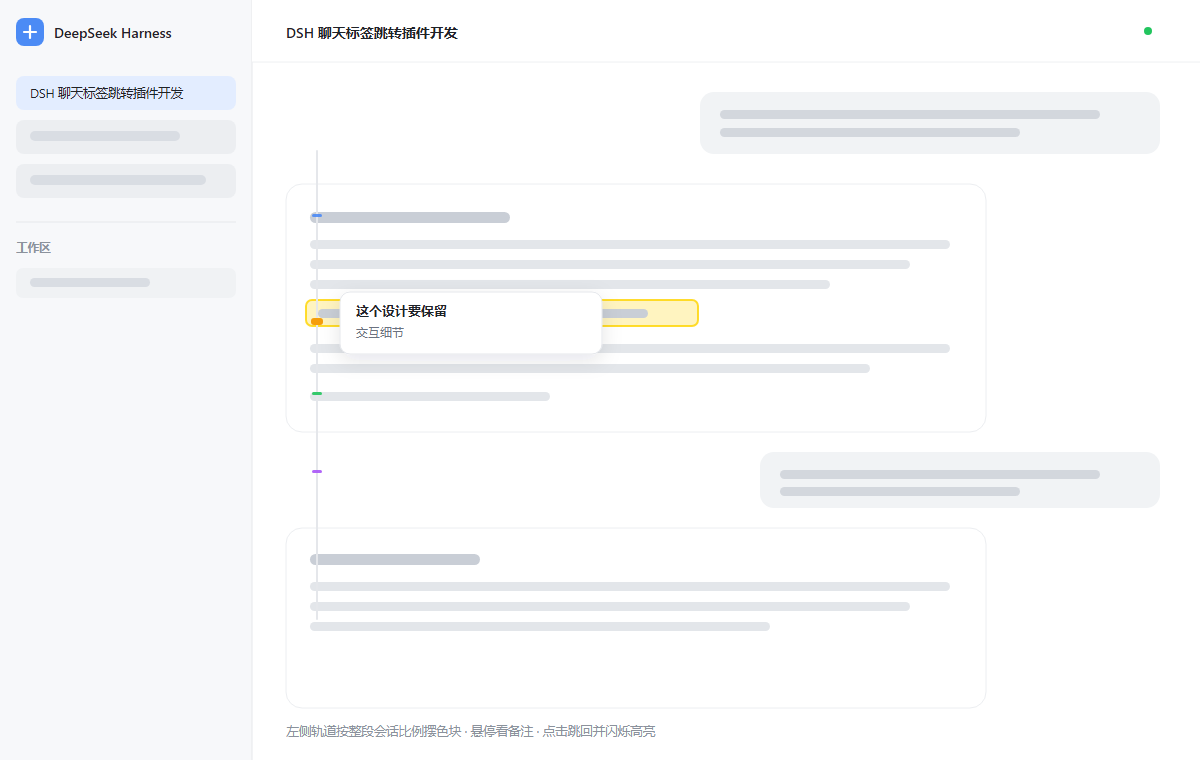 DeepSeek Harness
DSH 聊天标签跳转插件开发
工作区
DSH 聊天标签跳转插件开发
这个设计要保留
交互细节
左侧轨道按整段会话比例摆色块 · 悬停看备注 · 点击跳回并闪烁高亮